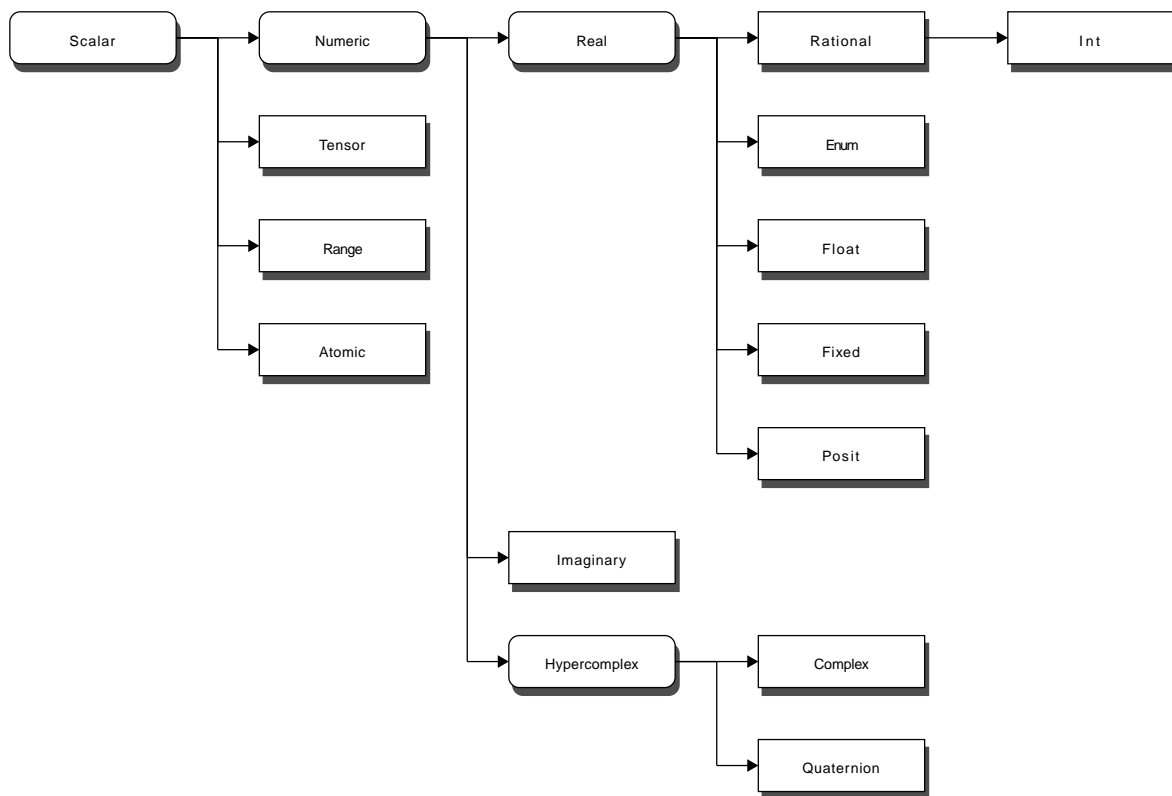 Scalar
Numeric
Real
Rational
Int
Tensor
Enum
Range
Float
Atomic
Fixed
Posit
Imaginary
Hypercomplex
Complex
Quaternion